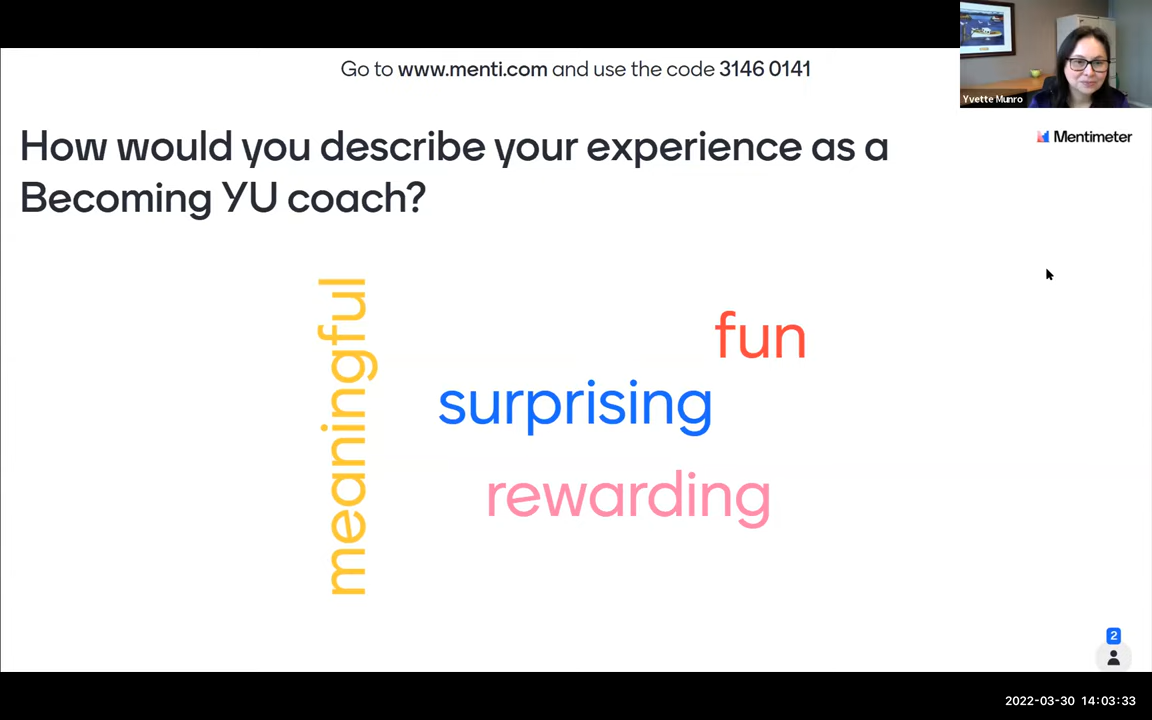 Go to www.menti.com and use the code 3146 0141
Yvette Munro
Mentimeter
How would you describe your experience as a
Becoming YU coach?
meaningful
fun
surprising
rewarding
2
2022-03-30 14:03:33